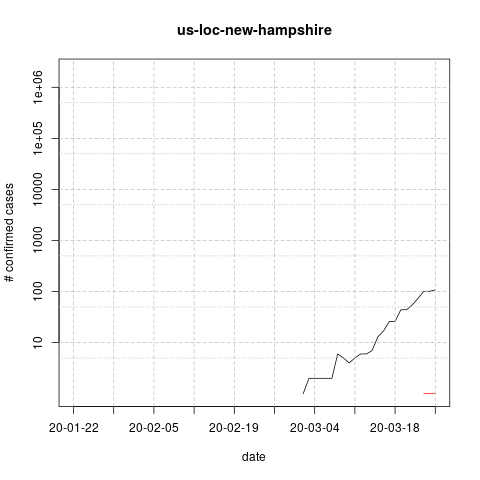 us-loc-new-hampshire
# confirmed cases
1e+06
1e+05
10000
1000
100
10
20-01-22 20-02-05 20-02-19 20-03-04 20-03-18
date